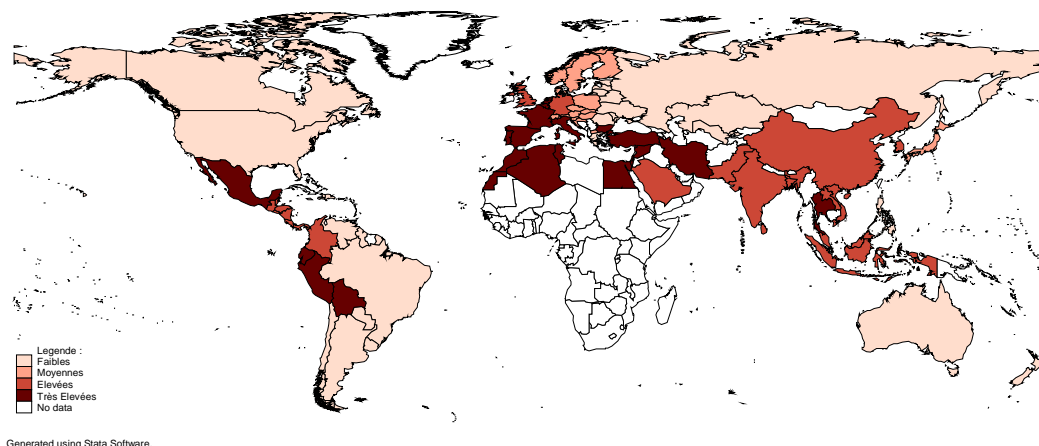 Legende :
Faibles
Moyennes
Elevées
Très Elevées
No data
Generated using Stata Software